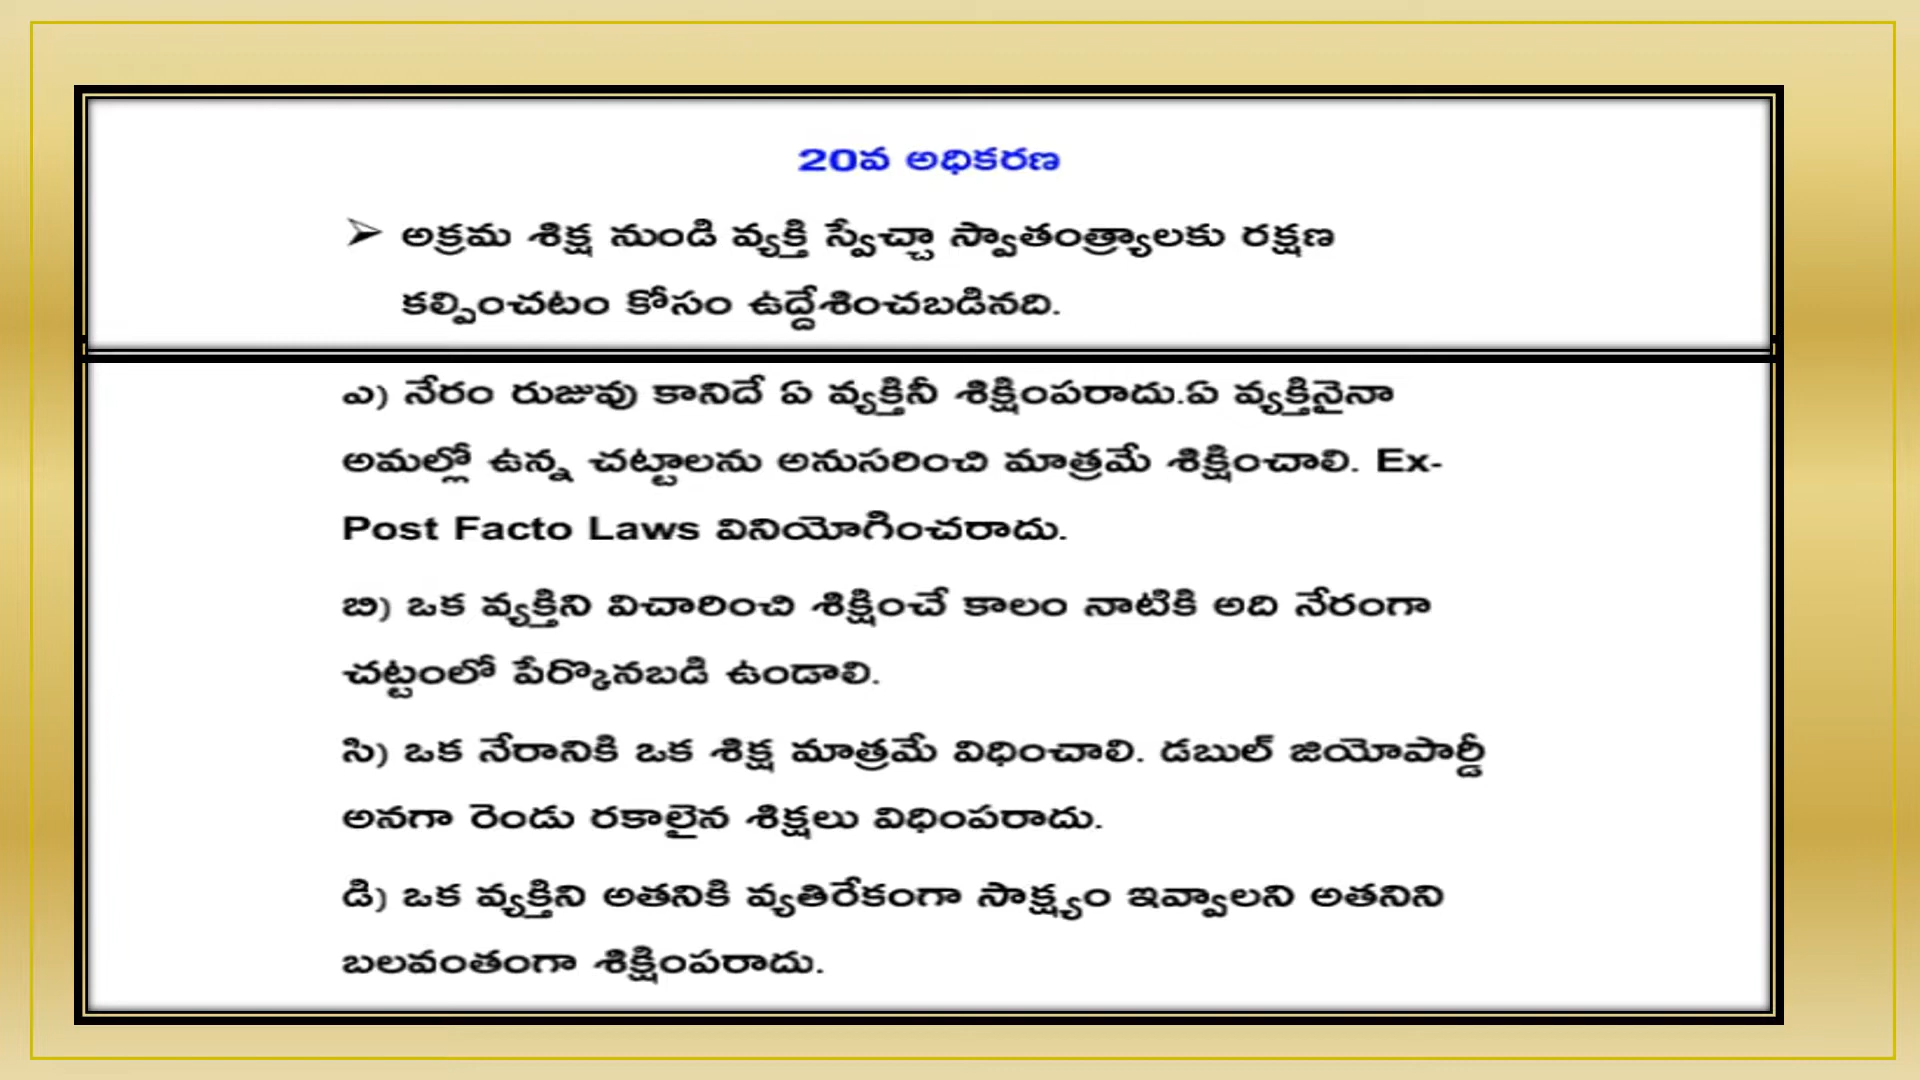 20వ అధికరణ
➢ అక్రమ శిక్ష నుండి వ్యక్తి స్వేచ్చా స్వాతంత్ర్యాలకు రక్షణ
కల్పించటం కోసం ఉద్దేశించబడినది.
ఎ) నేరం రుజువు కానిదే ఏ వ్యక్తినీ శిక్షింపరాదు.ఏ వ్యక్తినైనా
అమల్లో ఉన్న చట్టాలను అనుసరించి మాత్రమే శిక్షించాలి. Ex-
Post Facto Laws వినియోగించరాదు.
బి) ఒక వ్యక్తిని విచారించి శిక్షించే కాలం నాటికి అది నేరంగా
చట్టంలో పేర్కొనబడి ఉండాలి.
సి) ఒక నేరానికి ఒక శిక్ష మాత్రమే విధించాలి. డబుల్ జియోపార్డీ
అనగా రెండు రకాలైన శిక్షలు విధింపరాదు.
డి) ఒక వ్యక్తిని అతనికి వ్యతిరేకంగా సాక్ష్యం ఇవ్వాలని అతనిని
బలవంతంగా శిక్షింపరాదు.